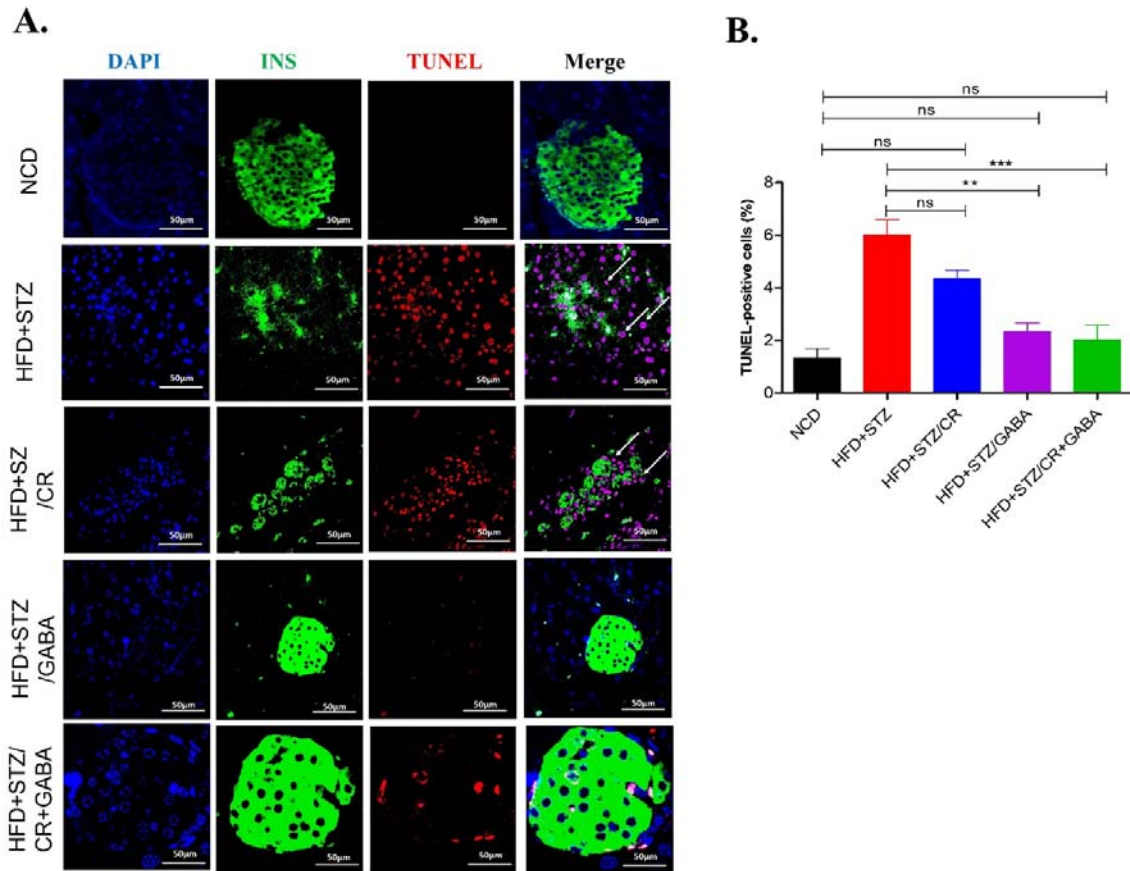 A.
DAPI INS TUNEL Merge
NCD
50μm 50μm 50μm 50μm
HFD+STZ
50μm 50μm 50μm 50μm
HFD+SZ
/CR
50μm 50μm 50μm 50μm
HFD+STZ
/GABA
50μm 50μm 50μm 50μm
HFD+STZ/
CR+GABA
50μm 50μm 50μm 50μm
B.
ns
ns
ns
***
**
ns
TUNEL-positive cells (%)
8
6
4
2
0
NCD
HFD+STZ
HFD+STZ/CR
HFD+STZ/GABA
HFD+STZ/CR+GABA